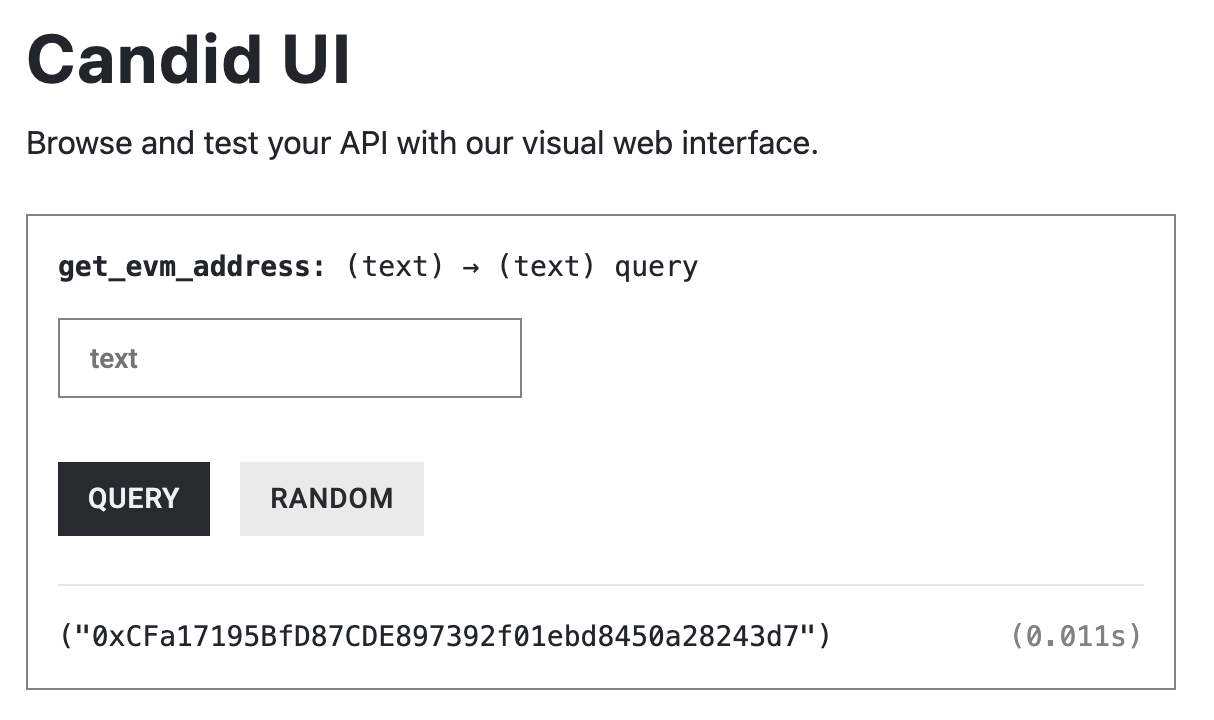 Candid UI
Browse and test your API with our visual web interface.
get_evm_address: (text) → (text) query
text
QUERY RANDOM
("0xCFa17195BfD87CDE897392f01ebd8450a28243d7") (0.011s)